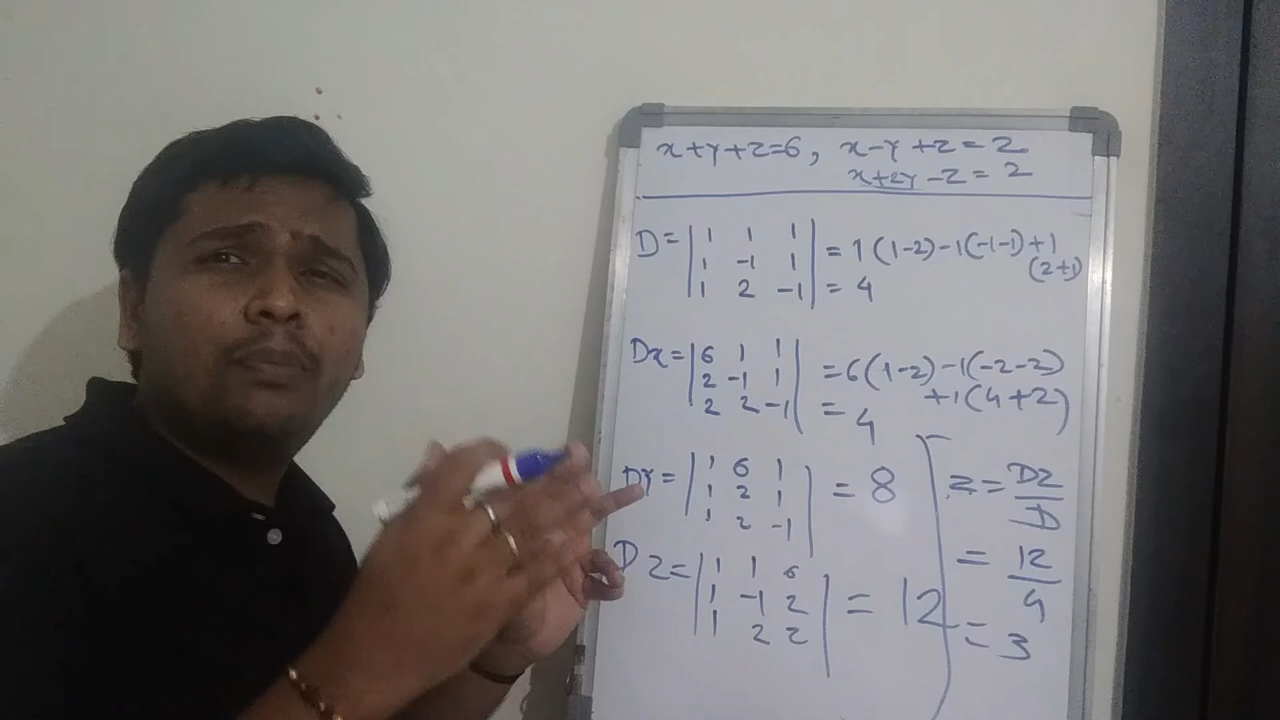 x+y+z=6, x-y+z=2
x+2y-z=2
D= | 1 1 1 | = 1(1-2)-1(-1-1)+1
| 1 -1 1 | (2+1)
| 1 2 -1 | = 4
Dx= | 6 1 1 |
| 2 -1 1 | =6(1-2)-1(-2-2)
+1(4+2)
| 2 2 -1 | = 4
Dy= | 1 6 1 |
| 1 2 1 | = 8
| 1 2 -1 |
Dz= | 1 1 6 |
| 1 -1 2 | = 12
| 1 2 2 |
z= Dz/D
= 12/4
= 3